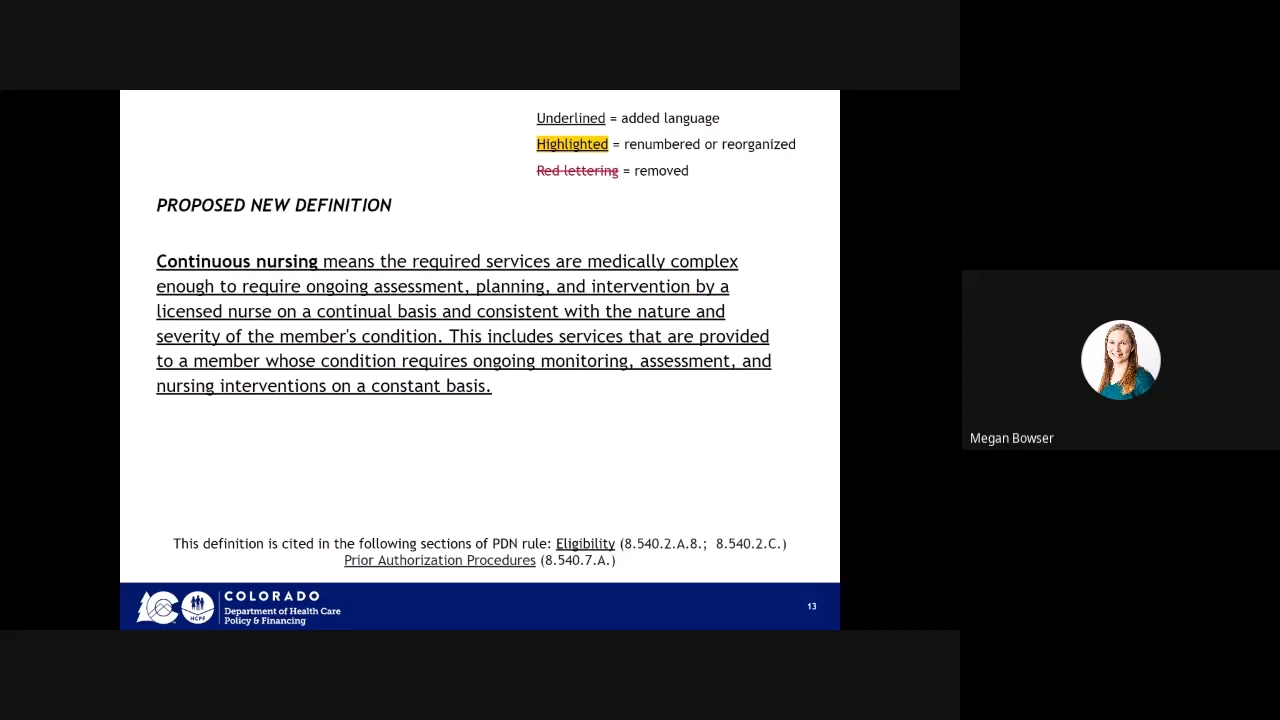 Underlined = added language
Highlighted = renumbered or reorganized
Red lettering = removed
PROPOSED NEW DEFINITION
Continuous nursing means the required services are medically complex
enough to require ongoing assessment, planning, and intervention by a
licensed nurse on a continual basis and consistent with the nature and
severity of the member's condition. This includes services that are provided
to a member whose condition requires ongoing monitoring, assessment, and
nursing interventions on a constant basis.
This definition is cited in the following sections of PDN rule: Eligibility (8.540.2.A.8.; 8.540.2.C.)
Prior Authorization Procedures (8.540.7.A.)
HCPF
COLORADO
Department of Health Care
Policy & Financing
13
Megan Bowser